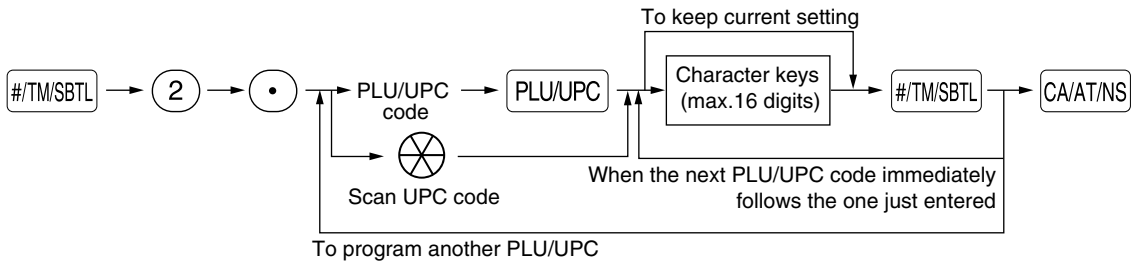 To keep current setting
#/TM/SBTL
2
•
PLU/UPC
code
PLU/UPC
Character keys
(max.16 digits)
#/TM/SBTL
CA/AT/NS
Scan UPC code
When the next PLU/UPC code immediately
follows the one just entered
To program another PLU/UPC